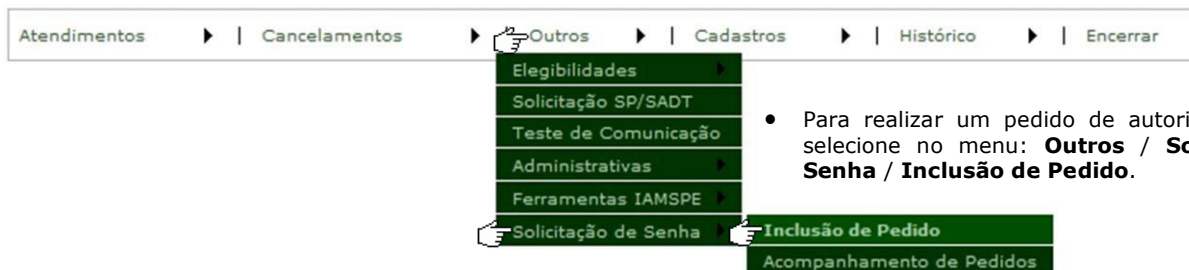 Atendimentos | Cancelamentos | Outros | Cadastros | Histórico | Encerrar
Elegibilidades
Solicitação SP/SADT
Teste de Comunicação
Administrativas
Ferramentas IAMSPE
Solicitação de Senha
Inclusão de Pedido
Acompanhamento de Pedidos
• Para realizar um pedido de
selecione no menu: Outros /
Senha / Inclusão de Pedido.